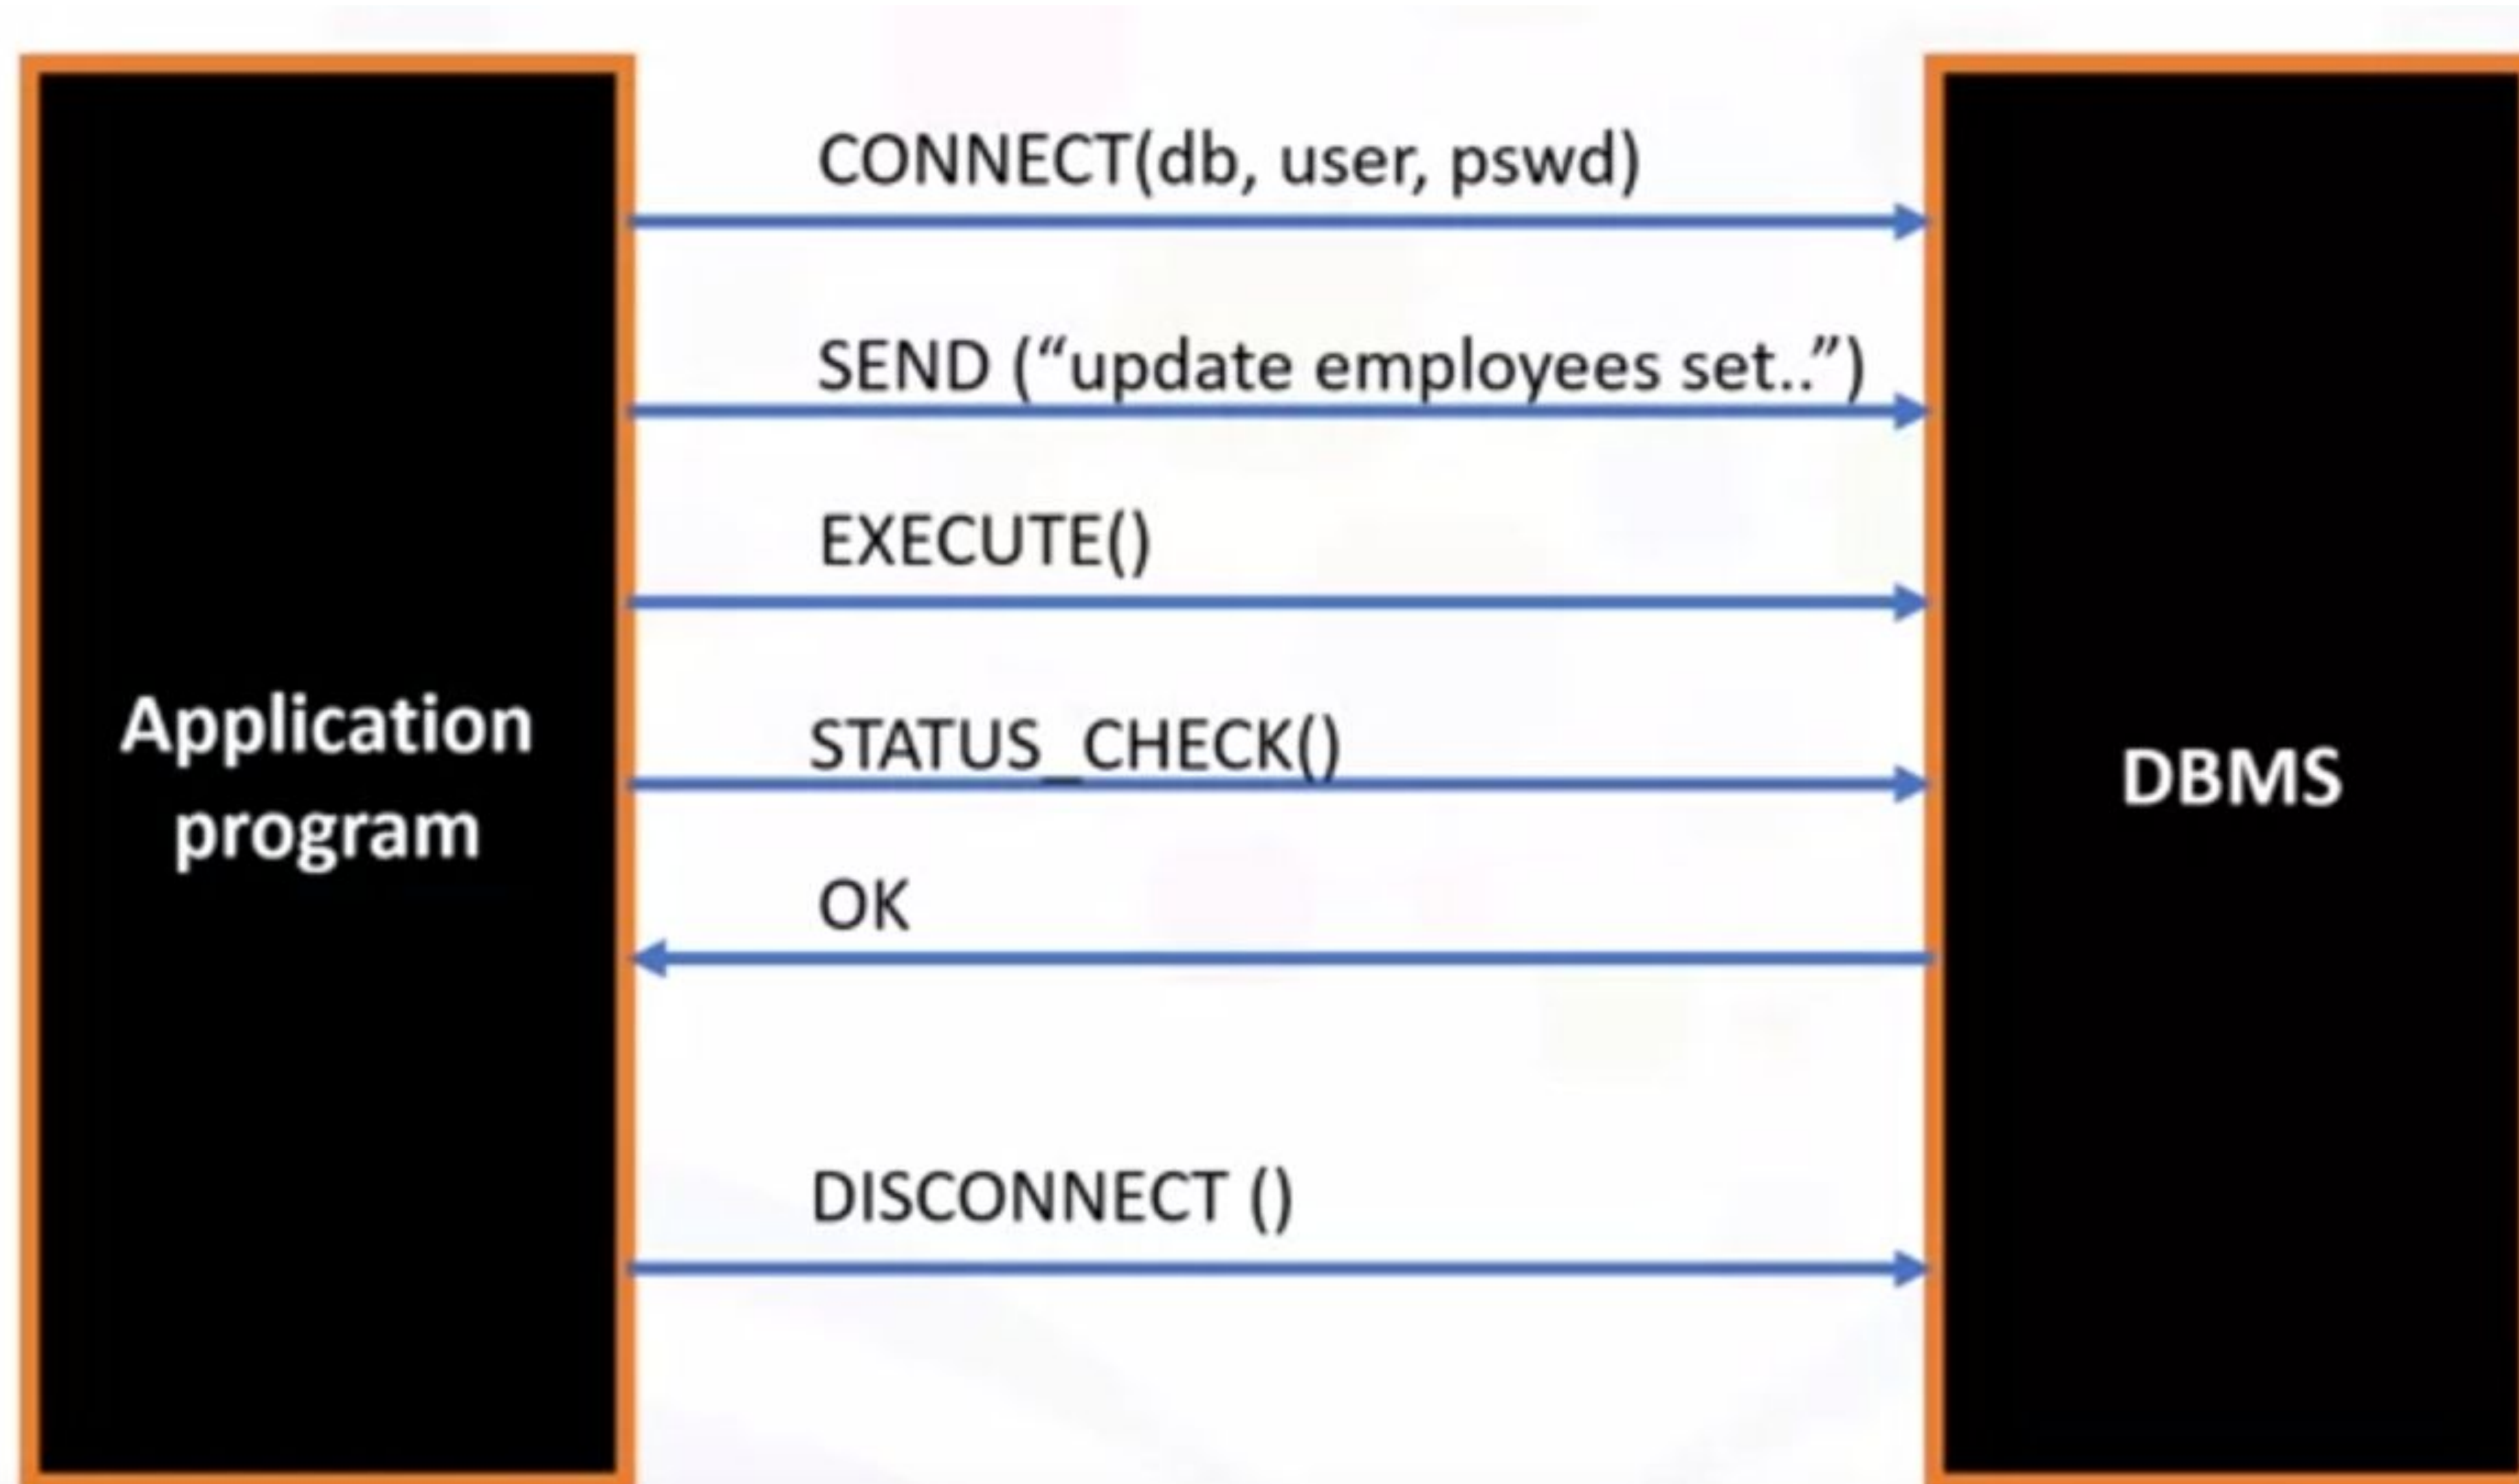 CONNECT(db, user, pswd)
SEND (“update employees set..”)
EXECUTE()
STATUS_CHECK()
OK
DISCONNECT ()
Application
program
DBMS